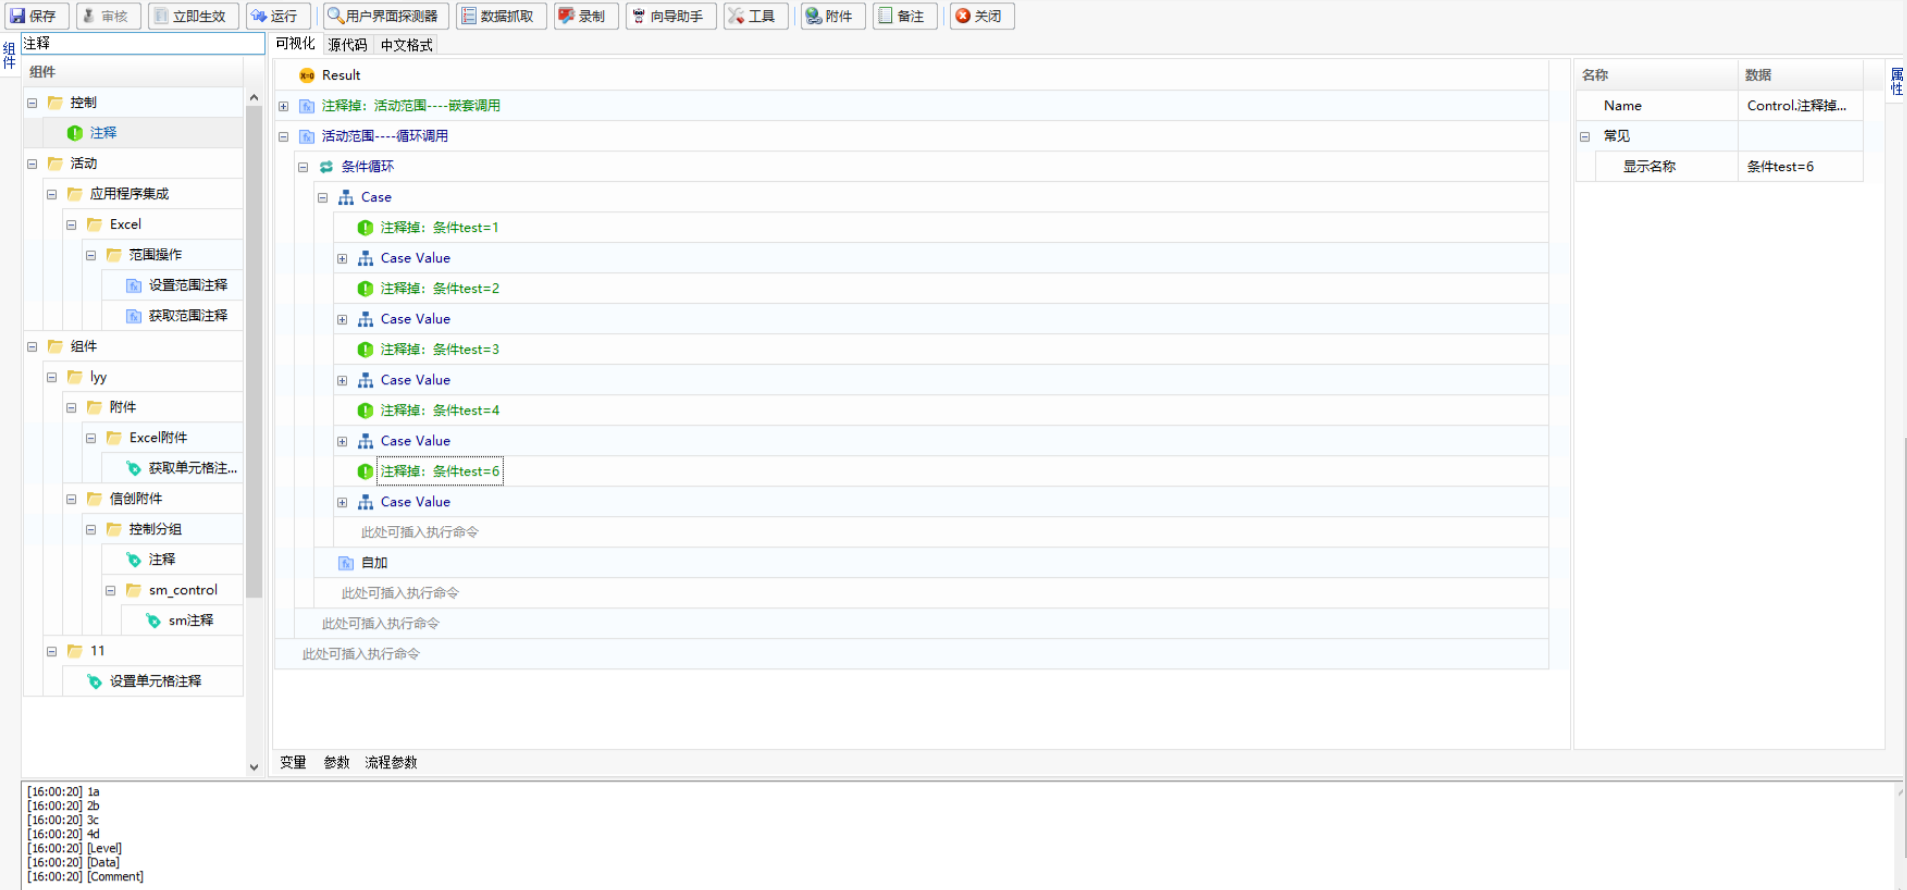 保存 审核 立即生效 运行 用户界面探测器 数据抓取 录制 向导助手 工具 附件 备注 关闭
组件
注释
组件
控制
注释
活动
应用程序集成
Excel
范围操作
设置范围注释
获取范围注释
组件
lyy
附件
Excel附件
获取单元格注...
信创附件
控制分组
注释
sm_control
sm注释
11
设置单元格注释
可视化 源代码 中文格式
Result
注释掉：活动范围----嵌套调用
活动范围----循环调用
条件循环
Case
注释掉：条件test=1
Case Value
注释掉：条件test=2
Case Value
注释掉：条件test=3
Case Value
注释掉：条件test=4
Case Value
注释掉：条件test=6
Case Value
此处可插入执行命令
自加
此处可插入执行命令
此处可插入执行命令
此处可插入执行命令
变量 参数 流程参数
名称 数据
Name Control.注释掉...
常见
显示名称 条件test=6
属性
[16:00:20] 1a
[16:00:20] 2b
[16:00:20] 3c
[16:00:20] 4d
[16:00:20] [Level]
[16:00:20] [Data]
[16:00:20] [Comment]